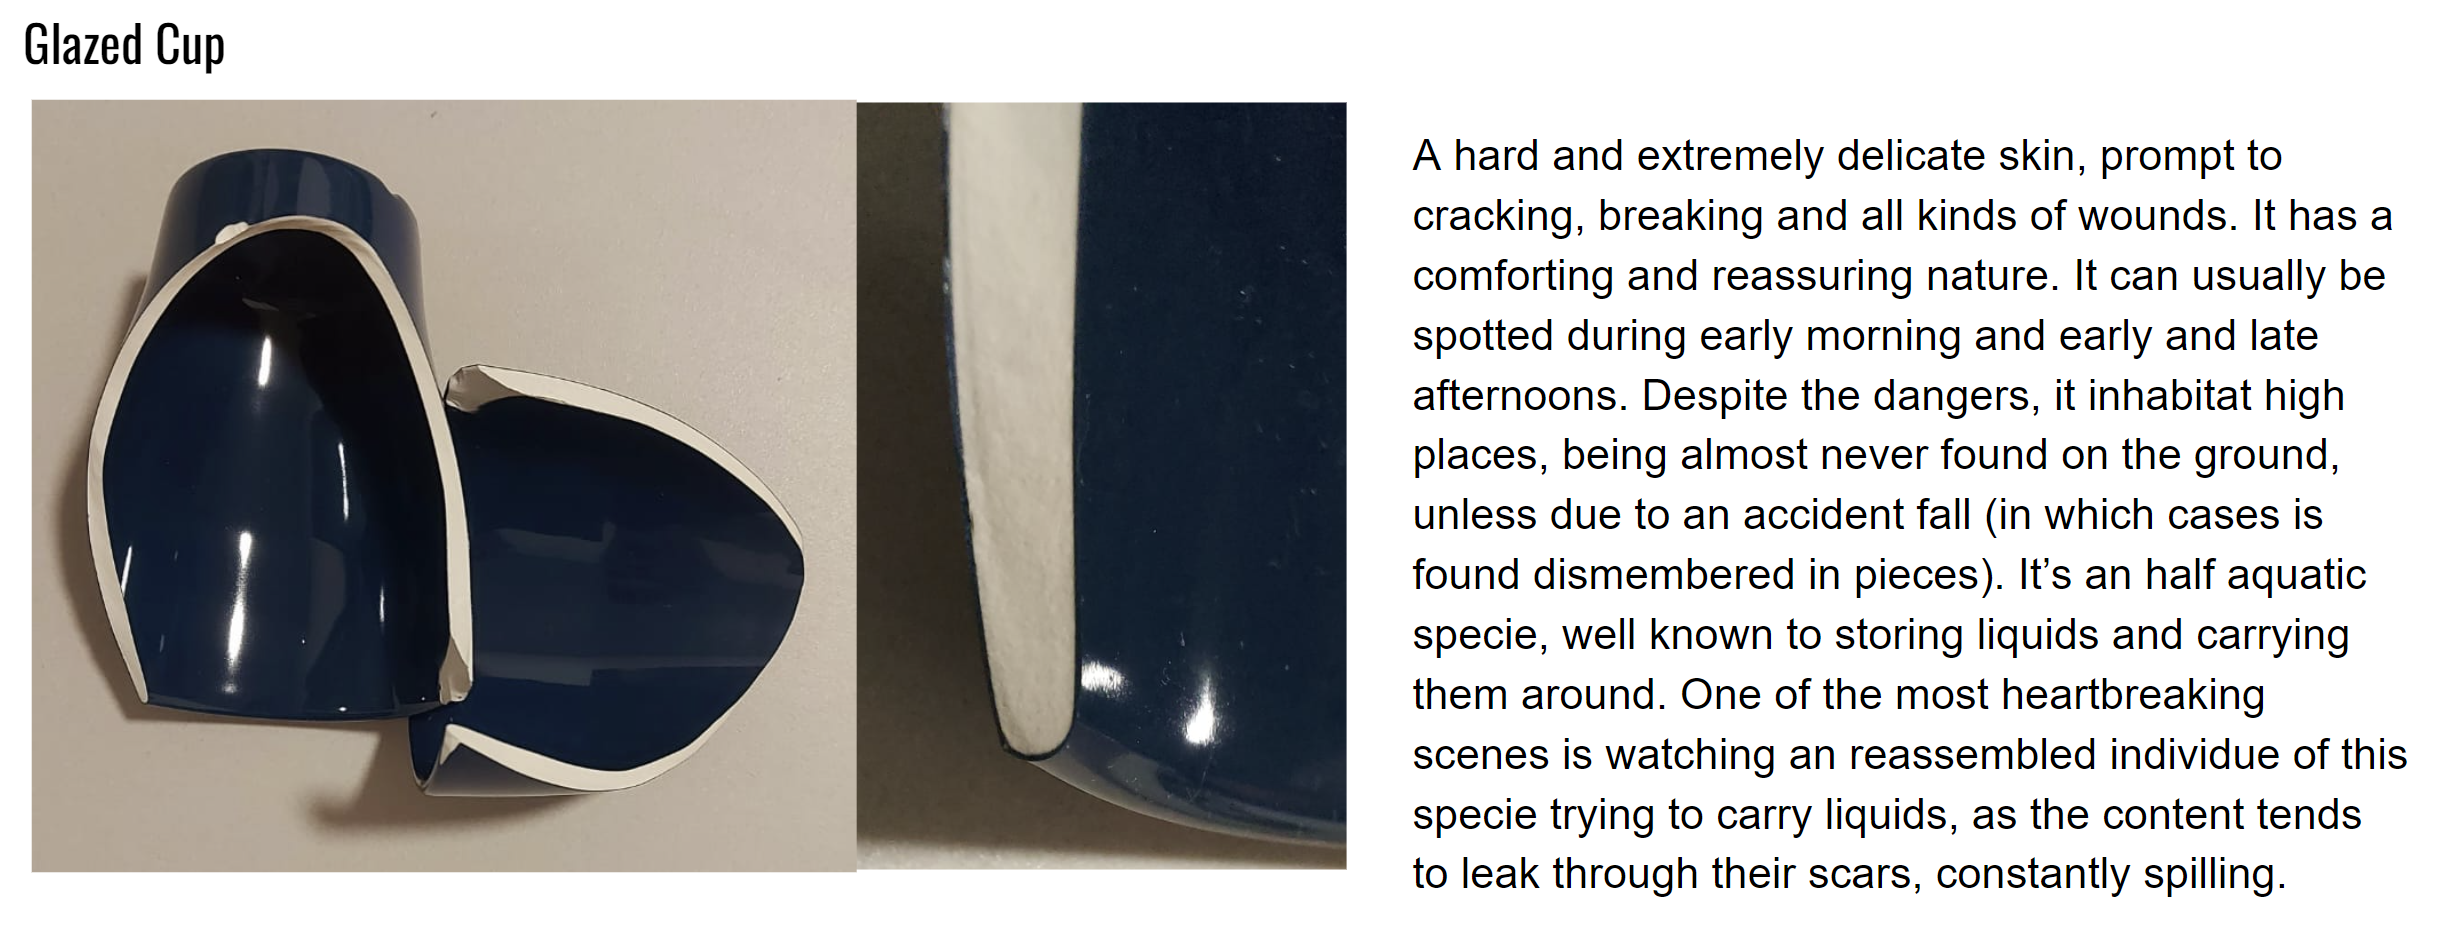 Glazed Cup
A hard and extremely delicate skin, prompt to
cracking, breaking and all kinds of wounds. It has a
comforting and reassuring nature. It can usually be
spotted during early morning and early and late
afternoons. Despite the dangers, it inhabitat high
places, being almost never found on the ground,
unless due to an accident fall (in which cases is
found dismembered in pieces). It’s an half aquatic
specie, well known to storing liquids and carrying
them around. One of the most heartbreaking
scenes is watching an reassembled individue of this
specie trying to carry liquids, as the content tends
to leak through their scars, constantly spilling.